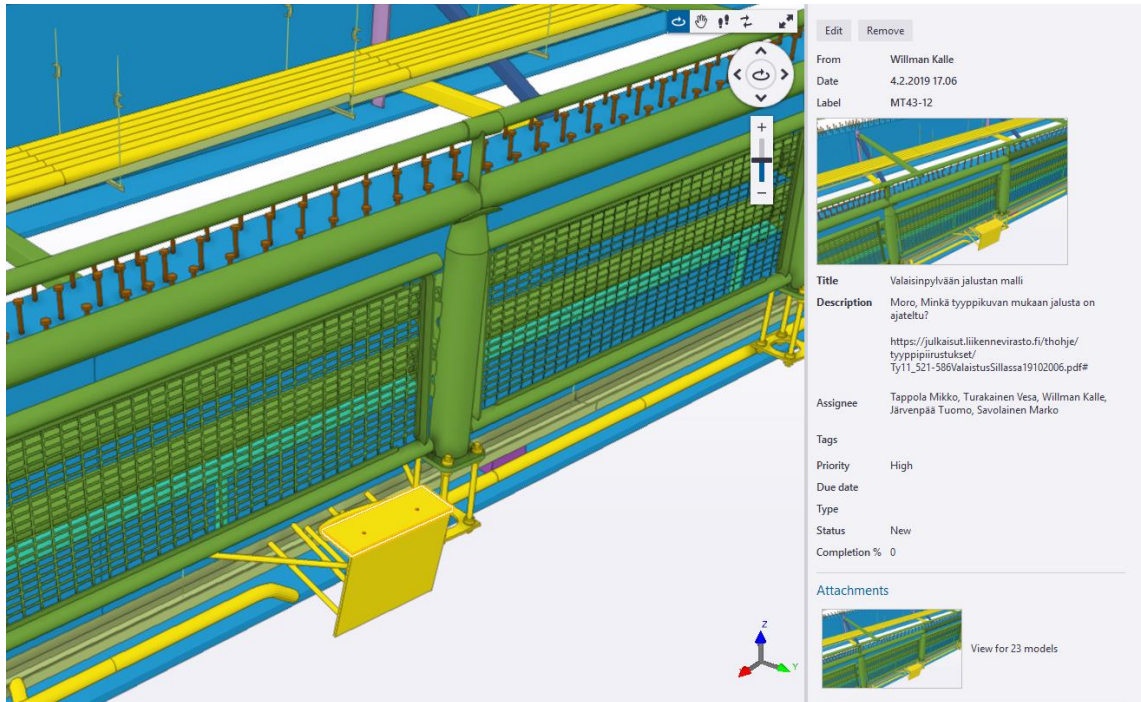 Edit Remove
From Willman Kalle
Date 4.2.2019 17.06
Label MT43-12
Title Valaisinpylvään jalustan malli
Description Moro, Minkä tyyppikuvan mukaan jalusta on
ajateltu?
https://julkaisut.liikennevirasto.fi/thohje/
tyyppipiirustukset/
Ty11_521-586ValaistusSillassa19102006.pdf#
Assignee Tappola Mikko, Turakainen Vesa, Willman Kalle,
Järvenpää Tuomo, Savolainen Marko
Tags
Priority High
Due date
Type
Status New
Completion % 0
Attachments
View for 23 models
Z
Y